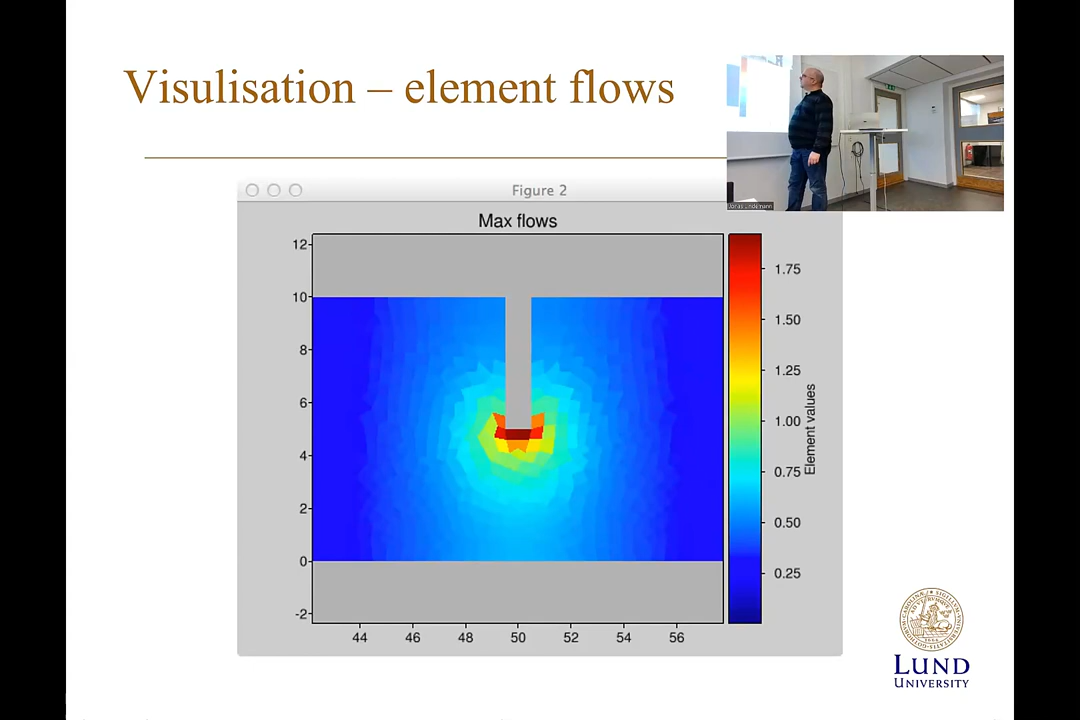 Visulisation – element flows
Jonas Lindemann
Figure 2
Max flows
12
10
8
6
4
2
0
-2
44 46 48 50 52 54 56
1.75
1.50
1.25
1.00
0.75
0.50
0.25
Element values
LUND
UNIVERSITY